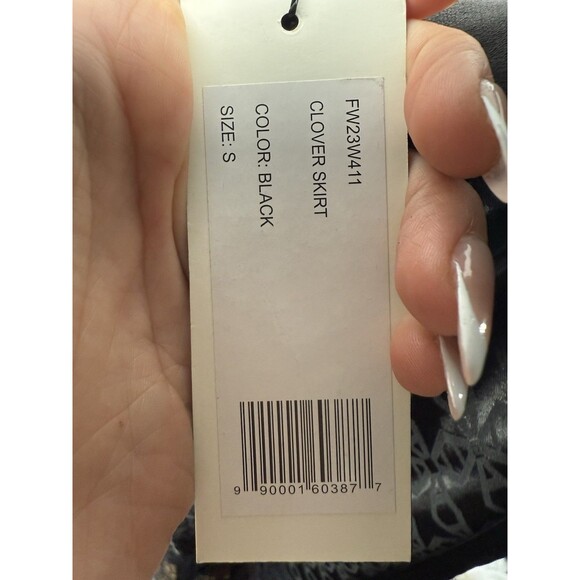 FW23W411
CLOVER SKIRT
COLOR: BLACK
SIZE: S
9 90001 60387 7